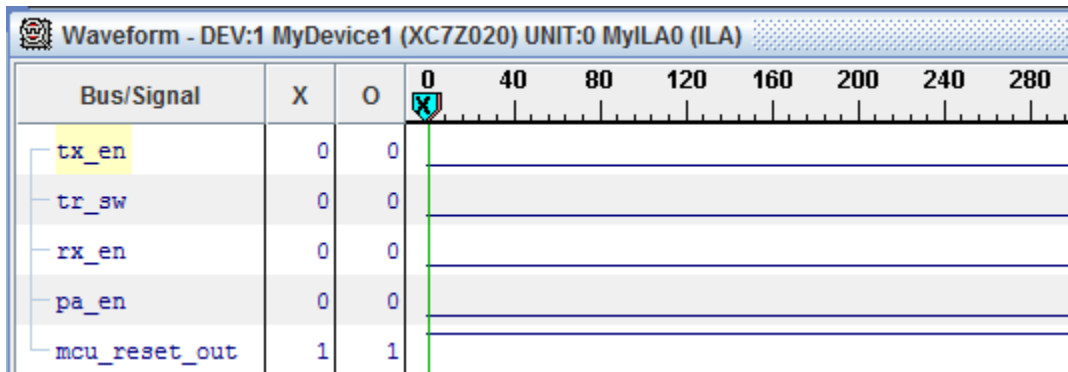 Waveform - DEV:1 MyDevice1 (XC7Z020) UNIT:0 MyILA0 (ILA)
Bus/Signal X O 0 40 80 120 160 200 240 280
X
tx_en 0 0
tr_sw 0 0
rx_en 0 0
pa_en 0 0
mcu_reset_out 1 1